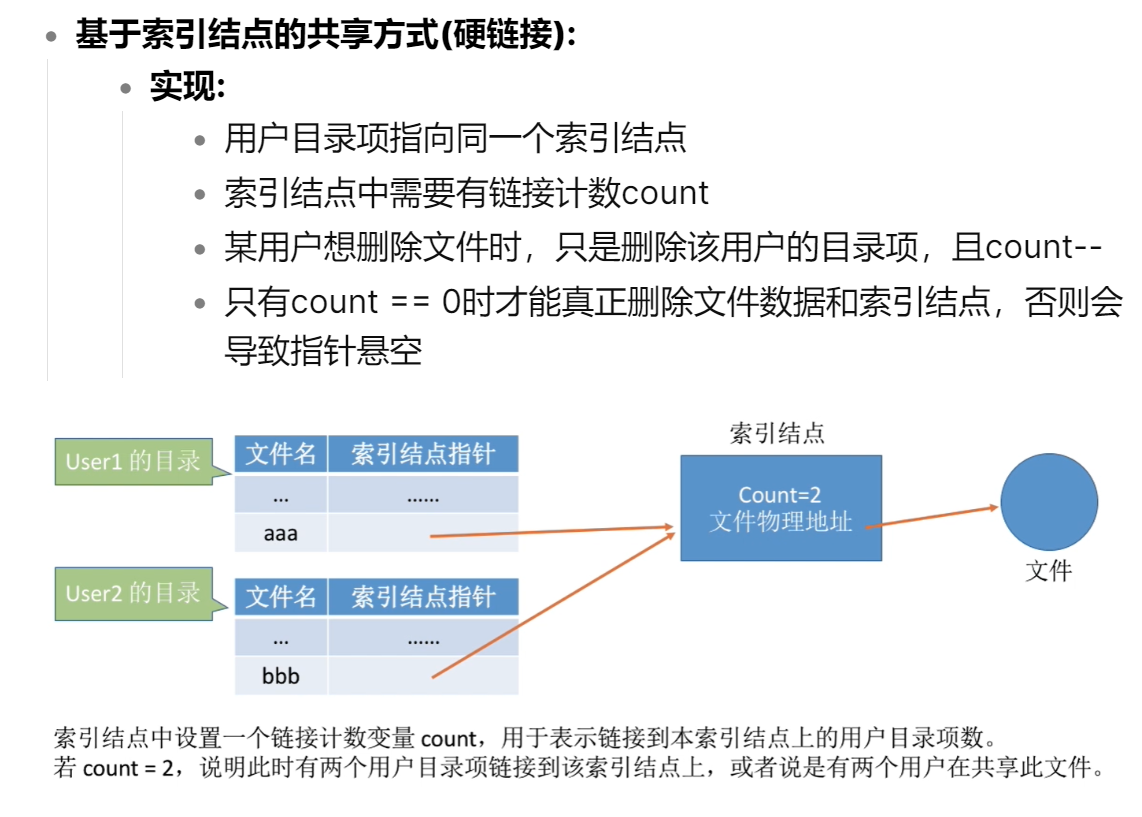 基于索引结点的共享方式(硬链接):
实现:
用户目录项指向同一个索引结点
索引结点中需要有链接计数count
某用户想删除文件时，只是删除该用户的目录项，且count--
只有count == 0时才能真正删除文件数据和索引结点，否则会
导致指针悬空
User1 的目录
文件名 索引结点指针
... ......
aaa
User2 的目录
文件名 索引结点指针
... ......
bbb
索引结点
Count=2
文件物理地址
文件
索引结点中设置一个链接计数变量 count，用于表示链接到本索引结点上的用户目录项数。
若 count = 2，说明此时有两个用户目录项链接到该索引结点上，或者说是有两个用户在共享此文件。